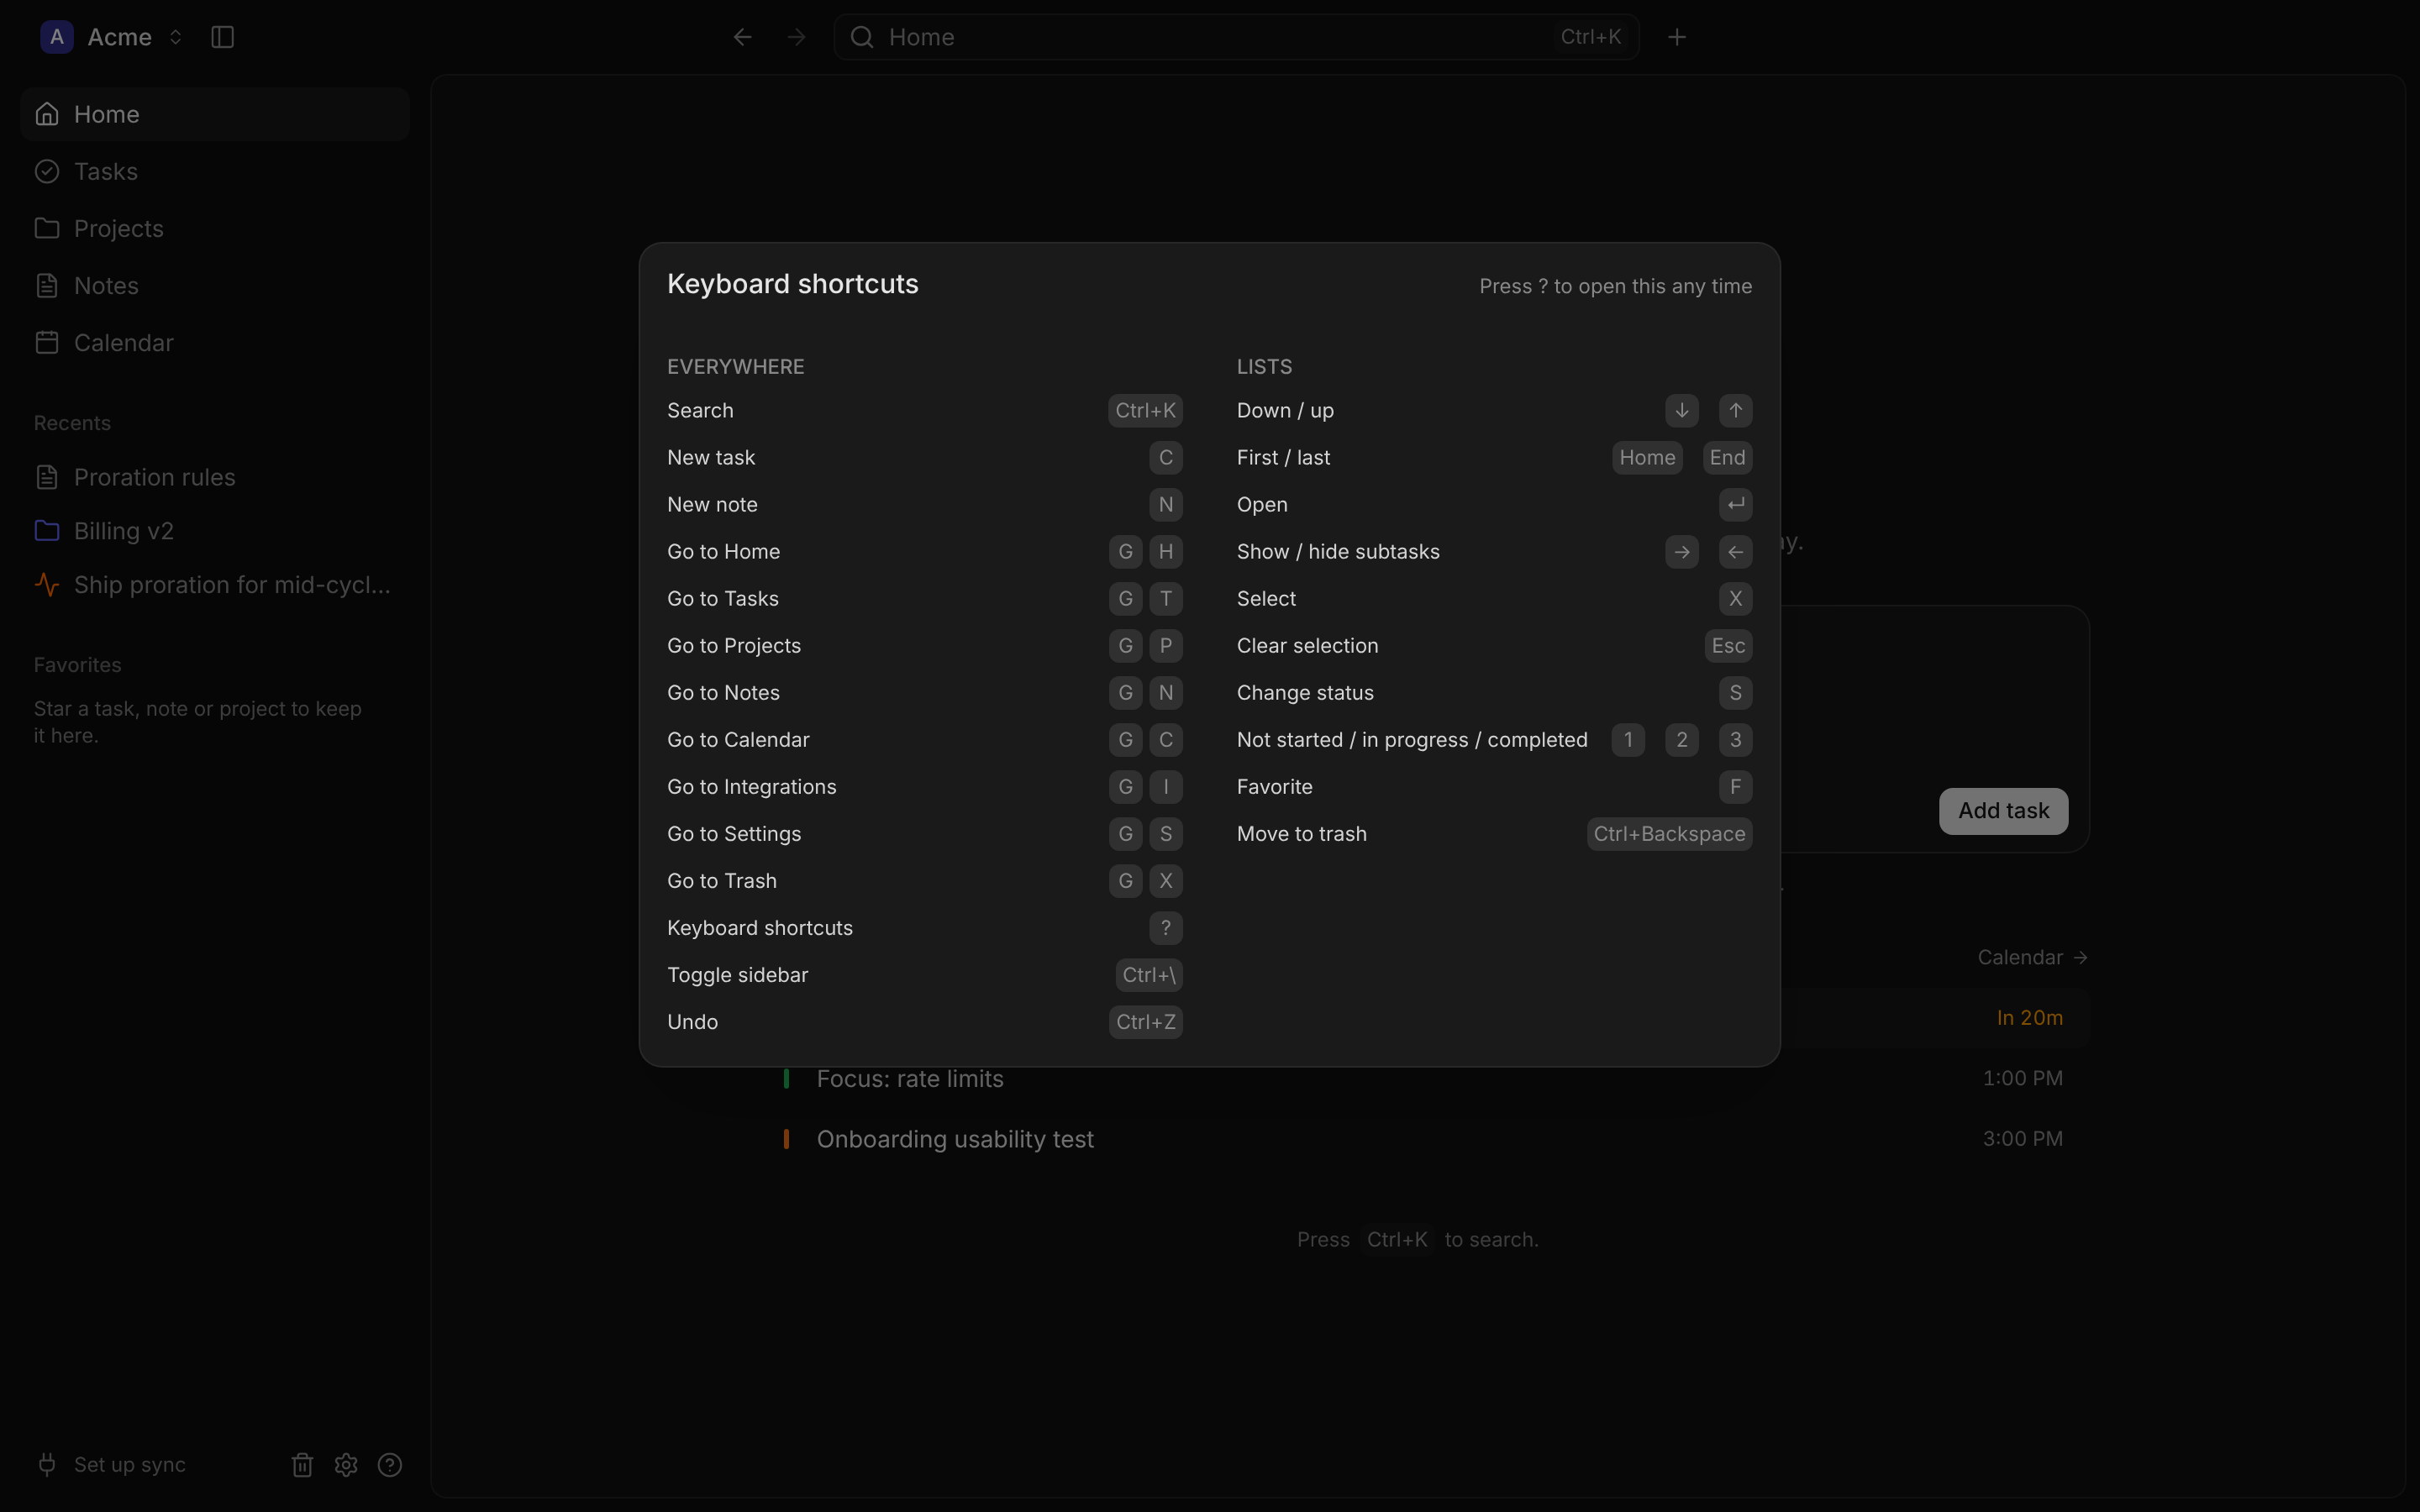 A Acme
Home Ctrl+K
Home
Tasks
Projects
Notes
Calendar
Recents
Proration rules
Billing v2
Ship proration for mid-cycl...
Favorites
Star a task, note or project to keep
it here.
Set up sync
Keyboard shortcuts
Press ? to open this any time
EVERYWHERE
Search Ctrl+K
New task C
New note N
Go to Home G H
Go to Tasks G T
Go to Projects G P
Go to Notes G N
Go to Calendar G C
Go to Integrations G I
Go to Settings G S
Go to Trash G X
Keyboard shortcuts ?
Toggle sidebar Ctrl+\
Undo Ctrl+Z
LISTS
Down / up ↓ ↑
First / last Home End
Open ↵
Show / hide subtasks → ←
Select X
Clear selection Esc
Change status S
Not started / in progress / completed 1 2 3
Favorite F
Move to trash Ctrl+Backspace
Add task
Calendar →
In 20m
Focus: rate limits 1:00 PM
Onboarding usability test 3:00 PM
Press Ctrl+K to search.